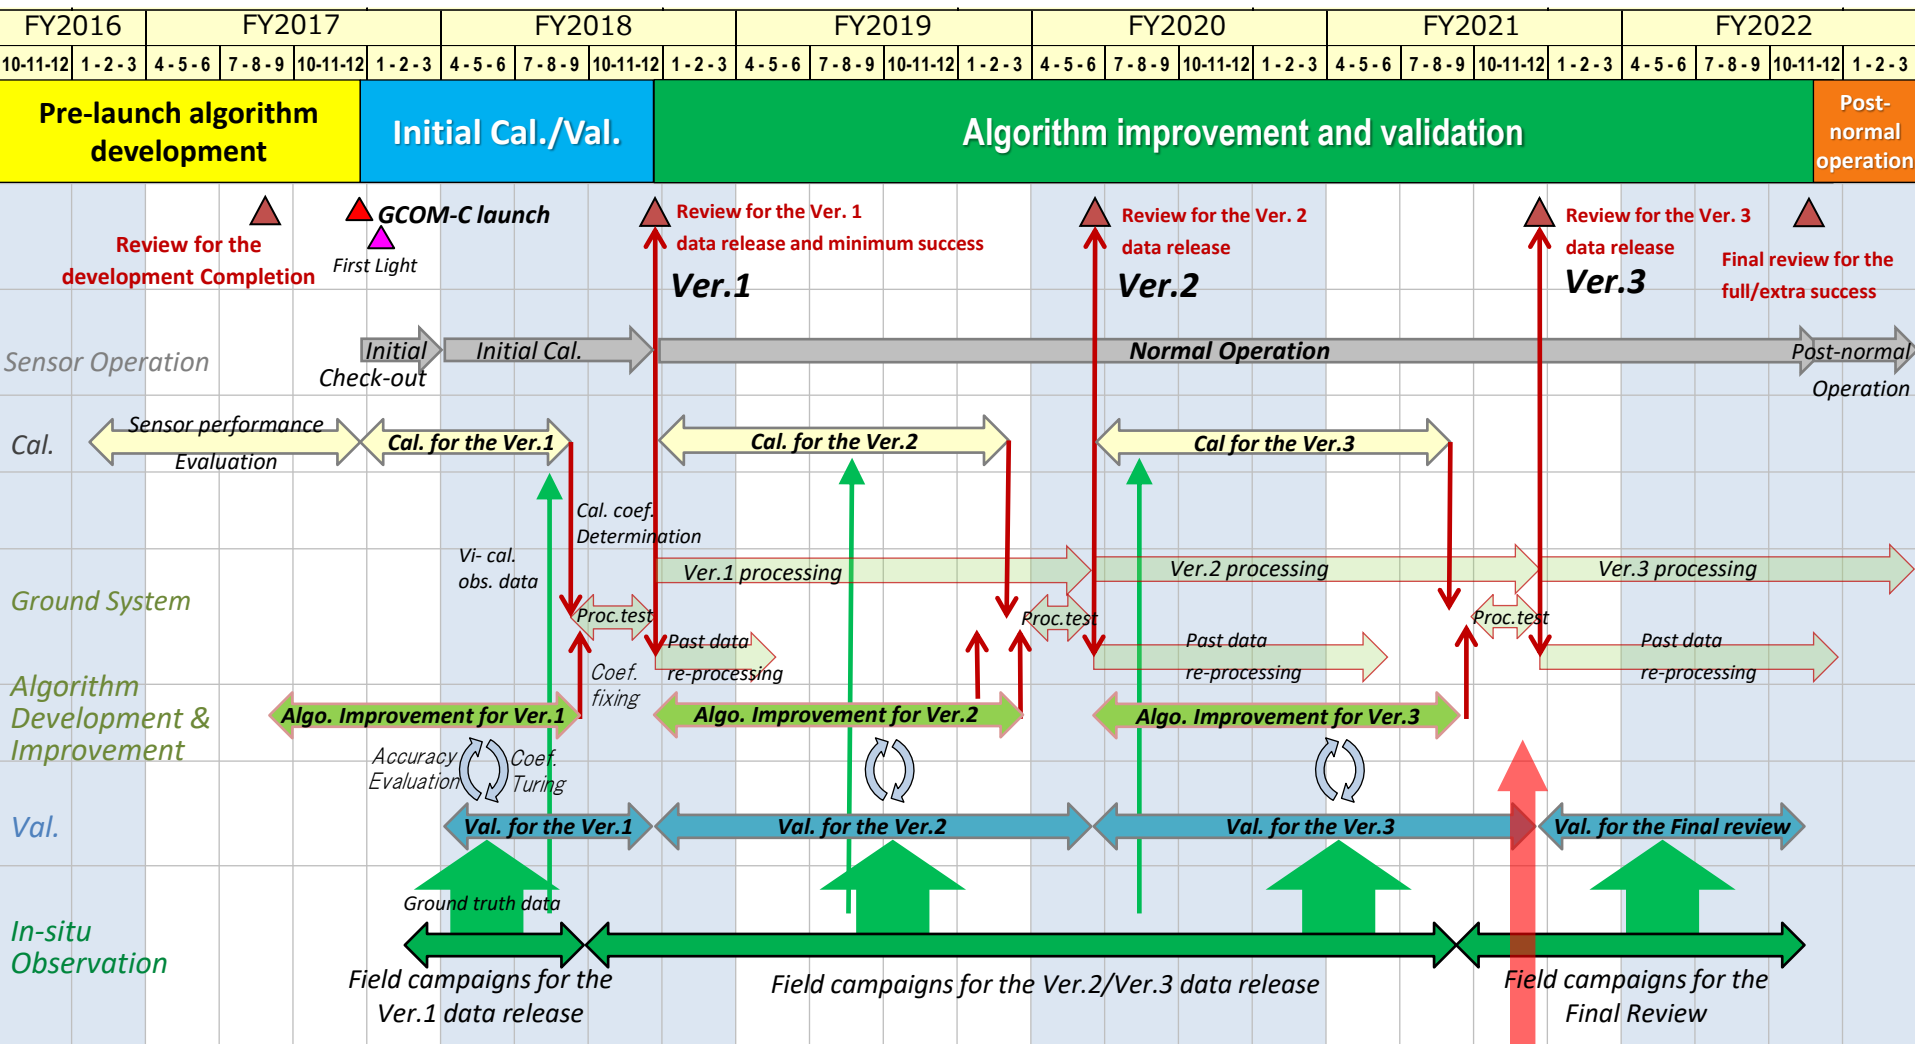 FY2016 FY2017 FY2018 FY2019 FY2020 FY2021 FY2022
10-11-12 1 - 2 - 3 4 - 5 - 6 7 - 8 - 9 10-11-12 1 - 2 - 3 4 - 5 - 6 7 - 8 - 9 10-11-12 1 - 2 - 3 4 - 5 - 6 7 - 8 - 9 10-11-12 1 - 2 - 3 4 - 5 - 6 7 - 8 - 9 10-11-12 1 - 2 - 3 4 - 5 - 6 7 - 8 - 9 10-11-12 1 - 2 - 3 4 - 5 - 6 7 - 8 - 9 10-11-12 1 - 2 - 3
Pre-launch algorithm
development
Initial Cal./Val.
Algorithm improvement and validation
Post-
normal
operation
Review for the
development Completion
GCOM-C launch
First Light
Review for the Ver. 1
data release and minimum success
Ver.1
Review for the Ver. 2
data release
Ver.2
Review for the Ver. 3
data release
Ver.3
Final review for the
full/extra success
Sensor Operation
Initial
Check-out
Initial Cal.
Normal Operation
Post-normal
Operation
Cal.
Sensor performance
Evaluation
Cal. for the Ver.1
Cal. for the Ver.2
Cal for the Ver.3
Cal. coef.
Determination
Vi- cal.
obs. data
Ground System
Ver.1 processing
Ver.2 processing
Ver.3 processing
Proc.test
Proc.test
Proc.test
Past data
re-processing
Past data
re-processing
Past data
re-processing
Coef.
fixing
Algorithm
Development &
Improvement
Algo. Improvement for Ver.1
Algo. Improvement for Ver.2
Algo. Improvement for Ver.3
Accuracy
Evaluation
Coef.
Turing
Val.
Val. for the Ver.1
Val. for the Ver.2
Val. for the Ver.3
Val. for the Final review
Ground truth data
In-situ
Observation
Field campaigns for the
Ver.1 data release
Field campaigns for the Ver.2/Ver.3 data release
Field campaigns for the
Final Review